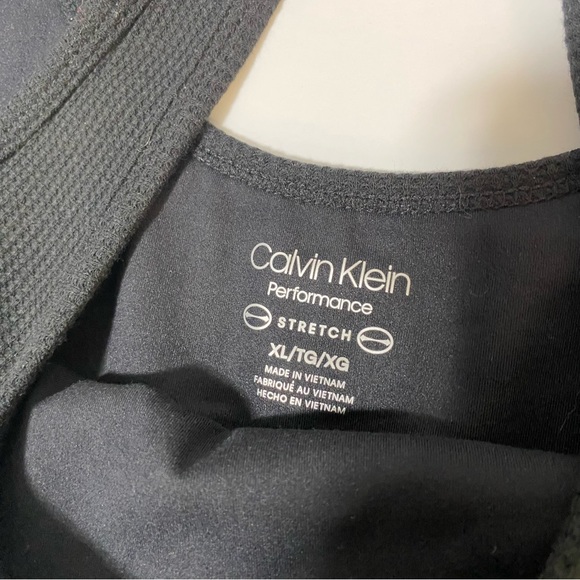 Calvin Klein
Performance
STRETCH
XL/TG/XG
MADE IN VIETNAM
FABRIQUÉ AU VIETNAM
HECHO EN VIETNAM